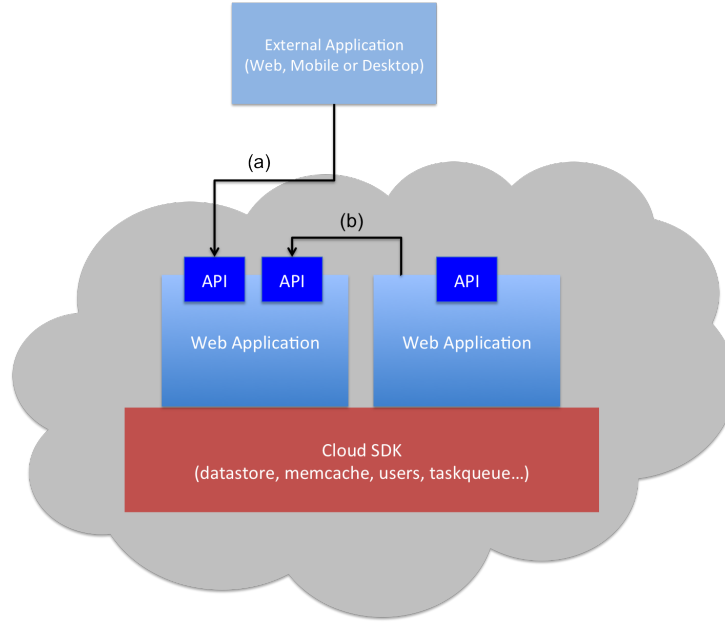 External Application
(Web, Mobile or Desktop)
(a)
(b)
API
API
API
Web Application
Web Application
Cloud SDK
(datastore, memcache, users, taskqueue...)